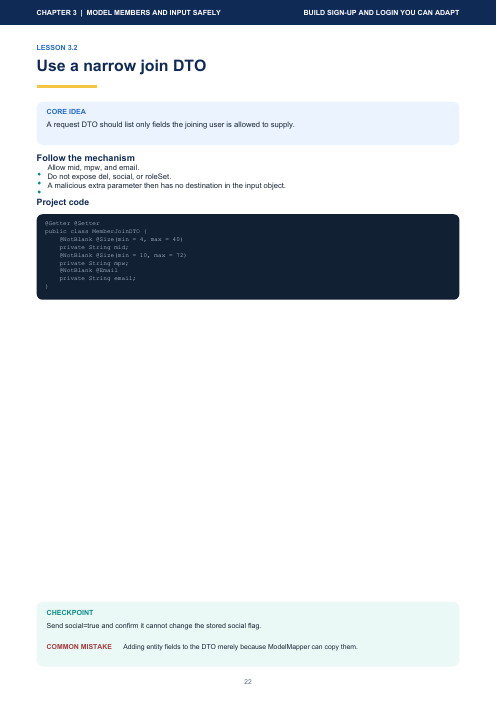 CHAPTER 3 | MODEL MEMBERS AND INPUT SAFELY
BUILD SIGN-UP AND LOGIN YOU CAN ADAPT
LESSON 3.2
Use a narrow join DTO
CORE IDEA
A request DTO should list only fields the joining user is allowed to supply.
Follow the mechanism
Allow mid, mpw, and email.
Do not expose del, social, or roleSet.
A malicious extra parameter then has no destination in the input object.
Project code
@Getter @Setter
public class MemberJoinDTO {
    @NotBlank @Size(min = 4, max = 40)
    private String mid;
    @NotBlank @Size(min = 10, max = 72)
    private String mpw;
    @NotBlank @Email
    private String email;
}
CHECKPOINT
Send social=true and confirm it cannot change the stored social flag.
COMMON MISTAKE Adding entity fields to the DTO merely because ModelMapper can copy them.
22